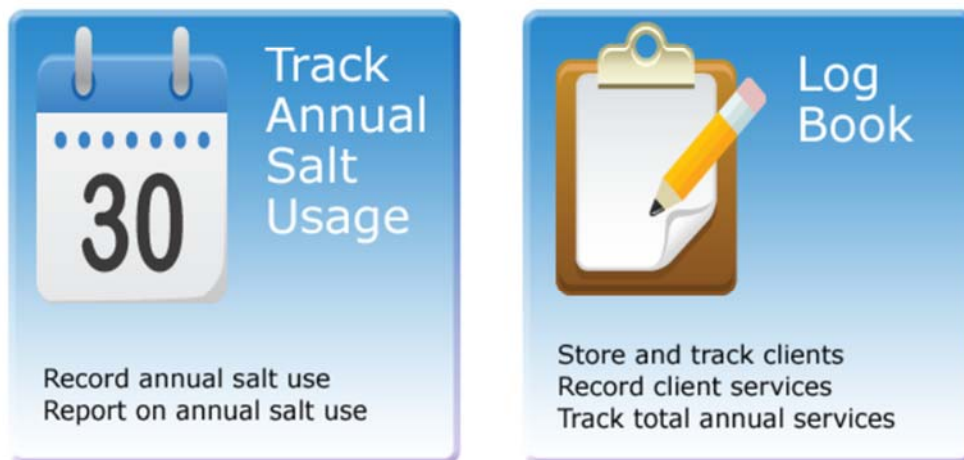 Track
Annual
Salt
Usage
30
Record annual salt use
Report on annual salt use
Log
Book
Store and track clients
Record client services
Track total annual services